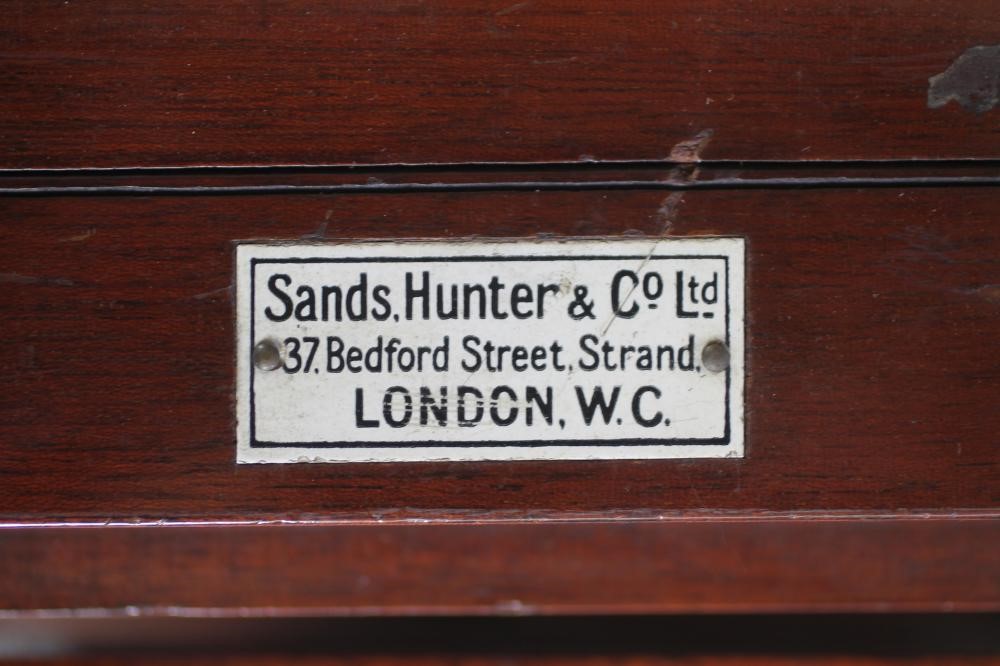 Sands, Hunter & Co Ltd
37, Bedford Street, Strand,
LONDON, W.C.